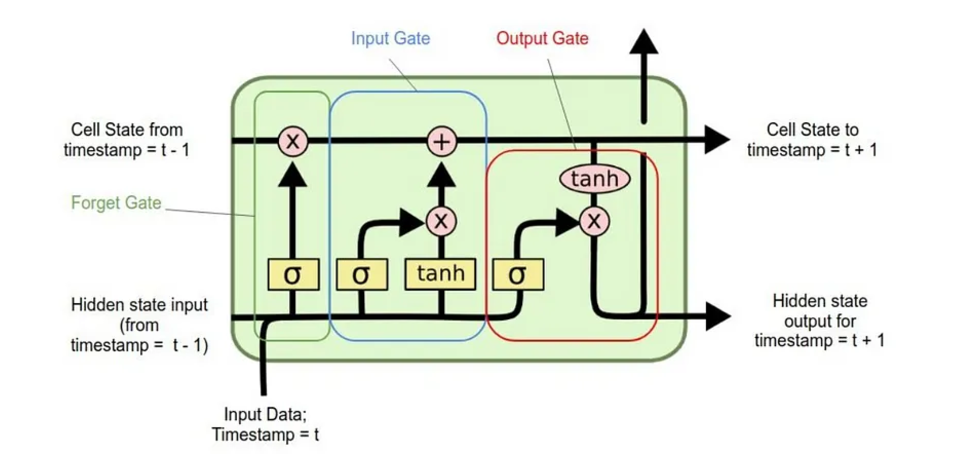 Input Gate
Output Gate
Cell State from
timestamp = t - 1
X
+
Cell State to
timestamp = t + 1
tanh
Forget Gate
X
X
σ
σ
tanh
σ
Hidden state input
(from
timestamp = t - 1)
Hidden state
output for
timestamp = t + 1
Input Data;
Timestamp = t